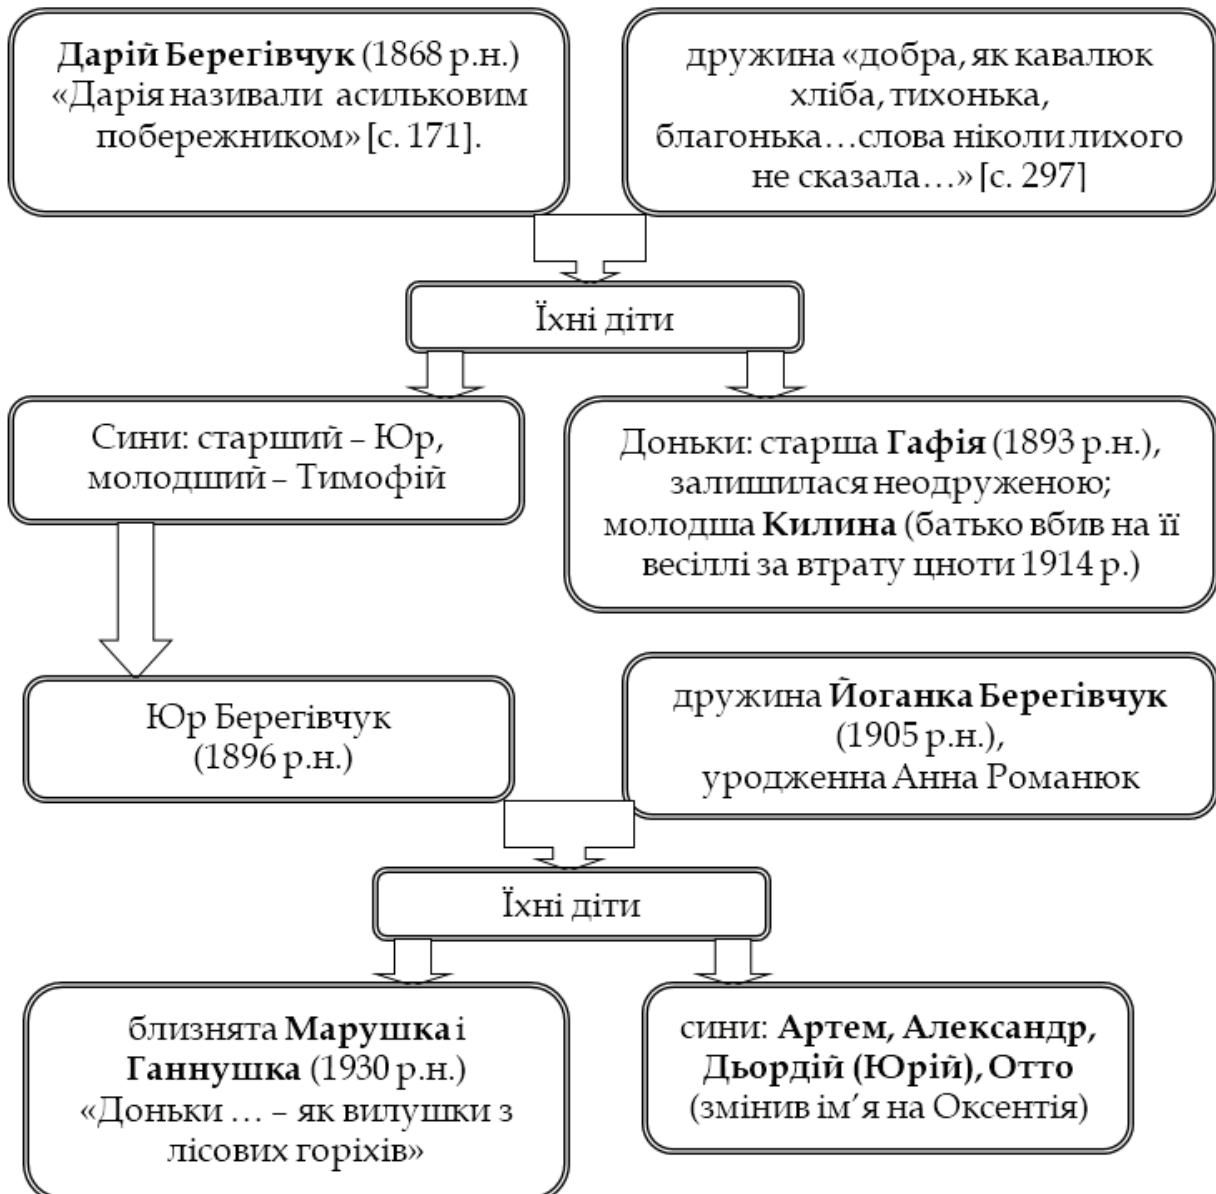 Дарій Берегівчук (1868 р.н.)
«Дарія називали асильковим
побережником» [с. 171].
дружина «добра, як кавалюк
хліба, тихонька,
благонька…слова ніколи лихого
не сказала…» [с. 297]
Їхні діти
Сини: старший – Юр,
молодший – Тимофій
Доньки: старша Гафія (1893 р.н.),
залишилася неодруженою;
молодша Килина (батько вбив на її
весіллі за втрату цноти 1914 р.)
Юр Берегівчук
(1896 р.н.)
дружина Йоганка Берегівчук
(1905 р.н.),
уродженна Анна Романюк
Їхні діти
близнята Марушка і
Ганнушка (1930 р.н.)
«Доньки … – як вилушки з
лісових горіхів»
сини: Артем, Александр,
Дьордій (Юрій), Отто
(змінив ім’я на Оксентія)